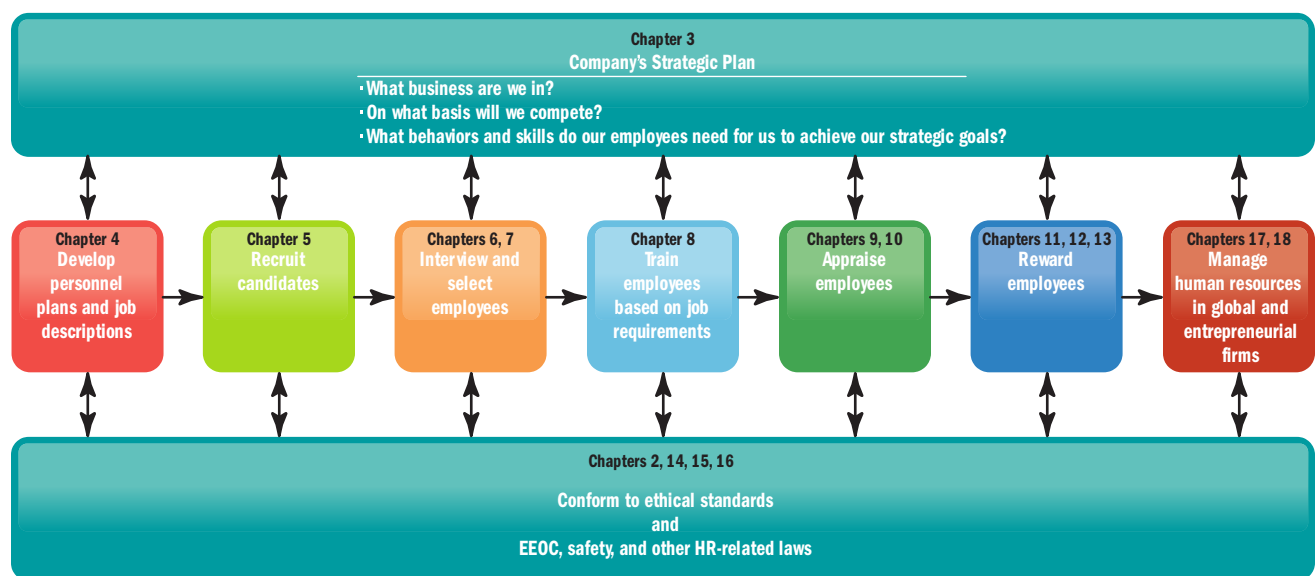 Chapter 3
Company's Strategic Plan
▪ What business are we in?
▪ On what basis will we compete?
▪ What behaviors and skills do our employees need for us to achieve our strategic goals?
Chapter 4
Develop
personnel
plans and job
descriptions
Chapter 5
Recruit
candidates
Chapters 6, 7
Interview and
select
employees
Chapter 8
Train
employees
based on job
requirements
Chapters 9, 10
Appraise
employees
Chapters 11, 12, 13
Reward
employees
Chapters 17, 18
Manage
human resources
in global and
entrepreneurial
firms
Chapters 2, 14, 15, 16
Conform to ethical standards
and
EEOC, safety, and other HR-related laws